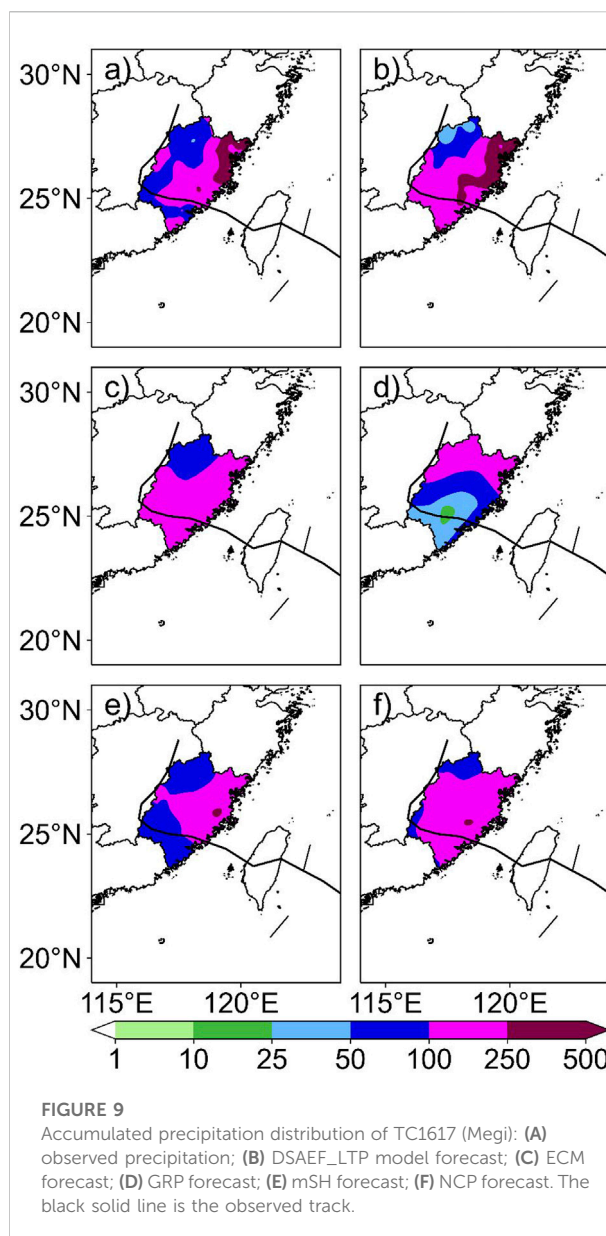 30°N
a)
b)
25°N
20°N
c)
d)
30°N
25°N
20°N
e)
f)
30°N
25°N
20°N
115°E 120°E 120°E
1 10 25 50 100 250 500
FIGURE 9
Accumulated precipitation distribution of TC1617 (Megi): (A)
observed precipitation; (B) DSAEF_LTP model forecast; (C) ECM
forecast; (D) GRP forecast; (E) mSH forecast; (F) NCP forecast. The
black solid line is the observed track.